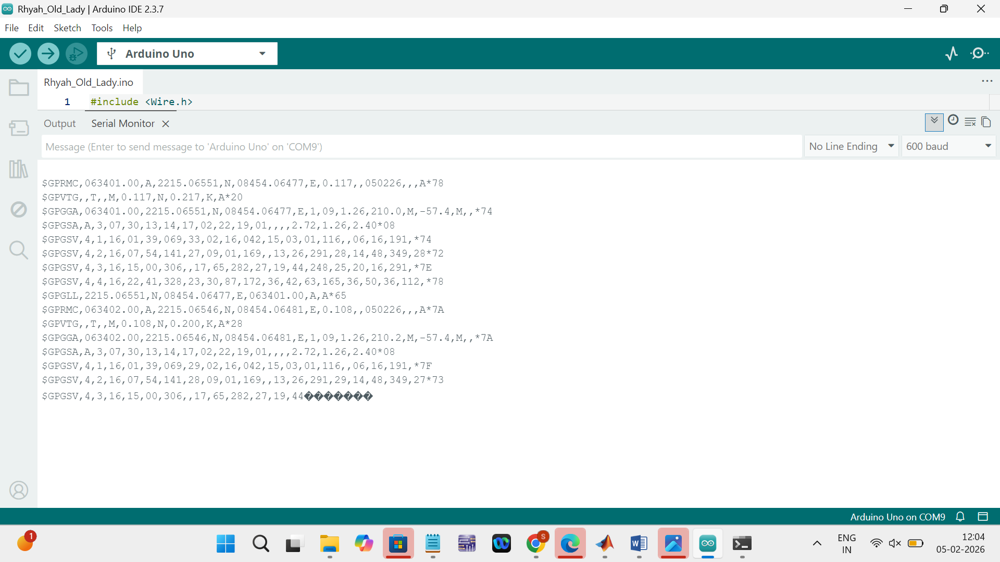 Rhyah_Old_Lady | Arduino IDE 2.3.7
File Edit Sketch Tools Help
Arduino Uno
Rhyah_Old_Lady.ino
1 #include <Wire.h>
Output Serial Monitor
Message (Enter to send message to 'Arduino Uno' on 'COM9')
No Line Ending
600 baud
$GPRMC,063401.00,A,2215.06551,N,08454.06477,E,0.117,,050226,,,A*78
$GPVTG,,T,,M,0.117,N,0.217,K,A*20
$GPGGA,063401.00,2215.06551,N,08454.06477,E,1,09,1.26,210.0,M,-57.4,M,,*74
$GPGSA,A,3,07,30,13,14,17,02,22,19,01,,,,2.72,1.26,2.40*08
$GPGSV,4,1,16,01,39,069,33,02,16,042,15,03,01,116,,06,16,191,*74
$GPGSV,4,2,16,07,54,141,27,09,01,169,,13,26,291,28,14,48,349,28*72
$GPGSV,4,3,16,15,00,306,,17,65,282,27,19,44,248,25,20,16,291,*7E
$GPGSV,4,4,16,22,41,328,23,30,87,172,36,42,63,165,36,50,36,112,*78
$GPGLL,2215.06551,N,08454.06477,E,063401.00,A,A*65
$GPRMC,063402.00,A,2215.06546,N,08454.06481,E,0.108,,050226,,,A*7A
$GPVTG,,T,,M,0.108,N,0.200,K,A*28
$GPGGA,063402.00,2215.06546,N,08454.06481,E,1,09,1.26,210.2,M,-57.4,M,,*7A
$GPGSA,A,3,07,30,13,14,17,02,22,19,01,,,,2.72,1.26,2.40*08
$GPGSV,4,1,16,01,39,069,29,02,16,042,15,03,01,116,,06,16,191,*7F
$GPGSV,4,2,16,07,54,141,28,09,01,169,,13,26,291,29,14,48,349,27*73
$GPGSV,4,3,16,15,00,306,,17,65,282,27,19,44�������
Arduino Uno on COM9
1
S
W
ENG
IN
12:04
05-02-2026